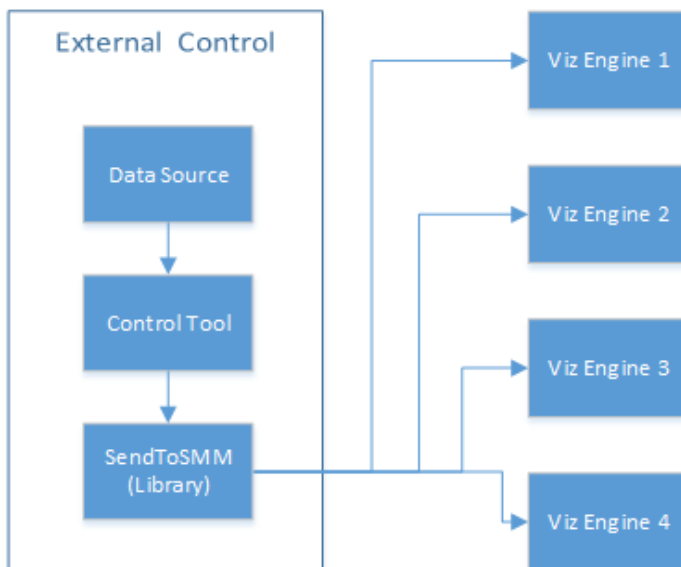 External Control
Data Source
Control Tool
SendToSMM
(Library)
Viz Engine 1
Viz Engine 2
Viz Engine 3
Viz Engine 4